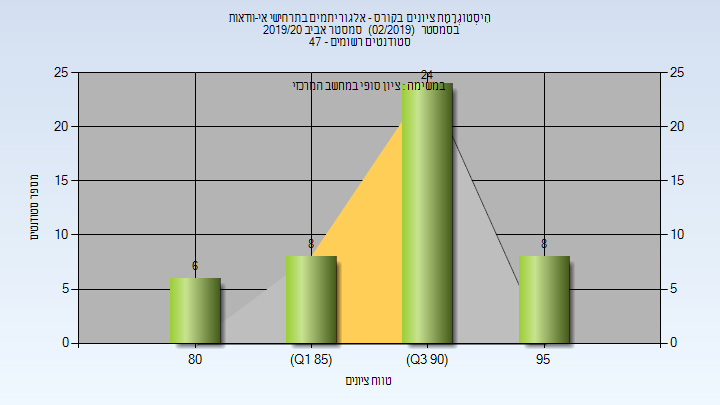 היסטוגרמת ציונים בקורס - אלגוריתמים בתרחישי אי-וודאות
בסמסטר (02/2019) סמסטר אביב 2019/20
סטודנטים רשומים - 47
במשימה: ציון סופי במחשב המרכזי
25
20
15
10
5
0
25
20
15
10
5
0
מספר סטודנטים
6
8
24
8
80
(Q1 85)
(Q3 90)
95
טווח ציונים